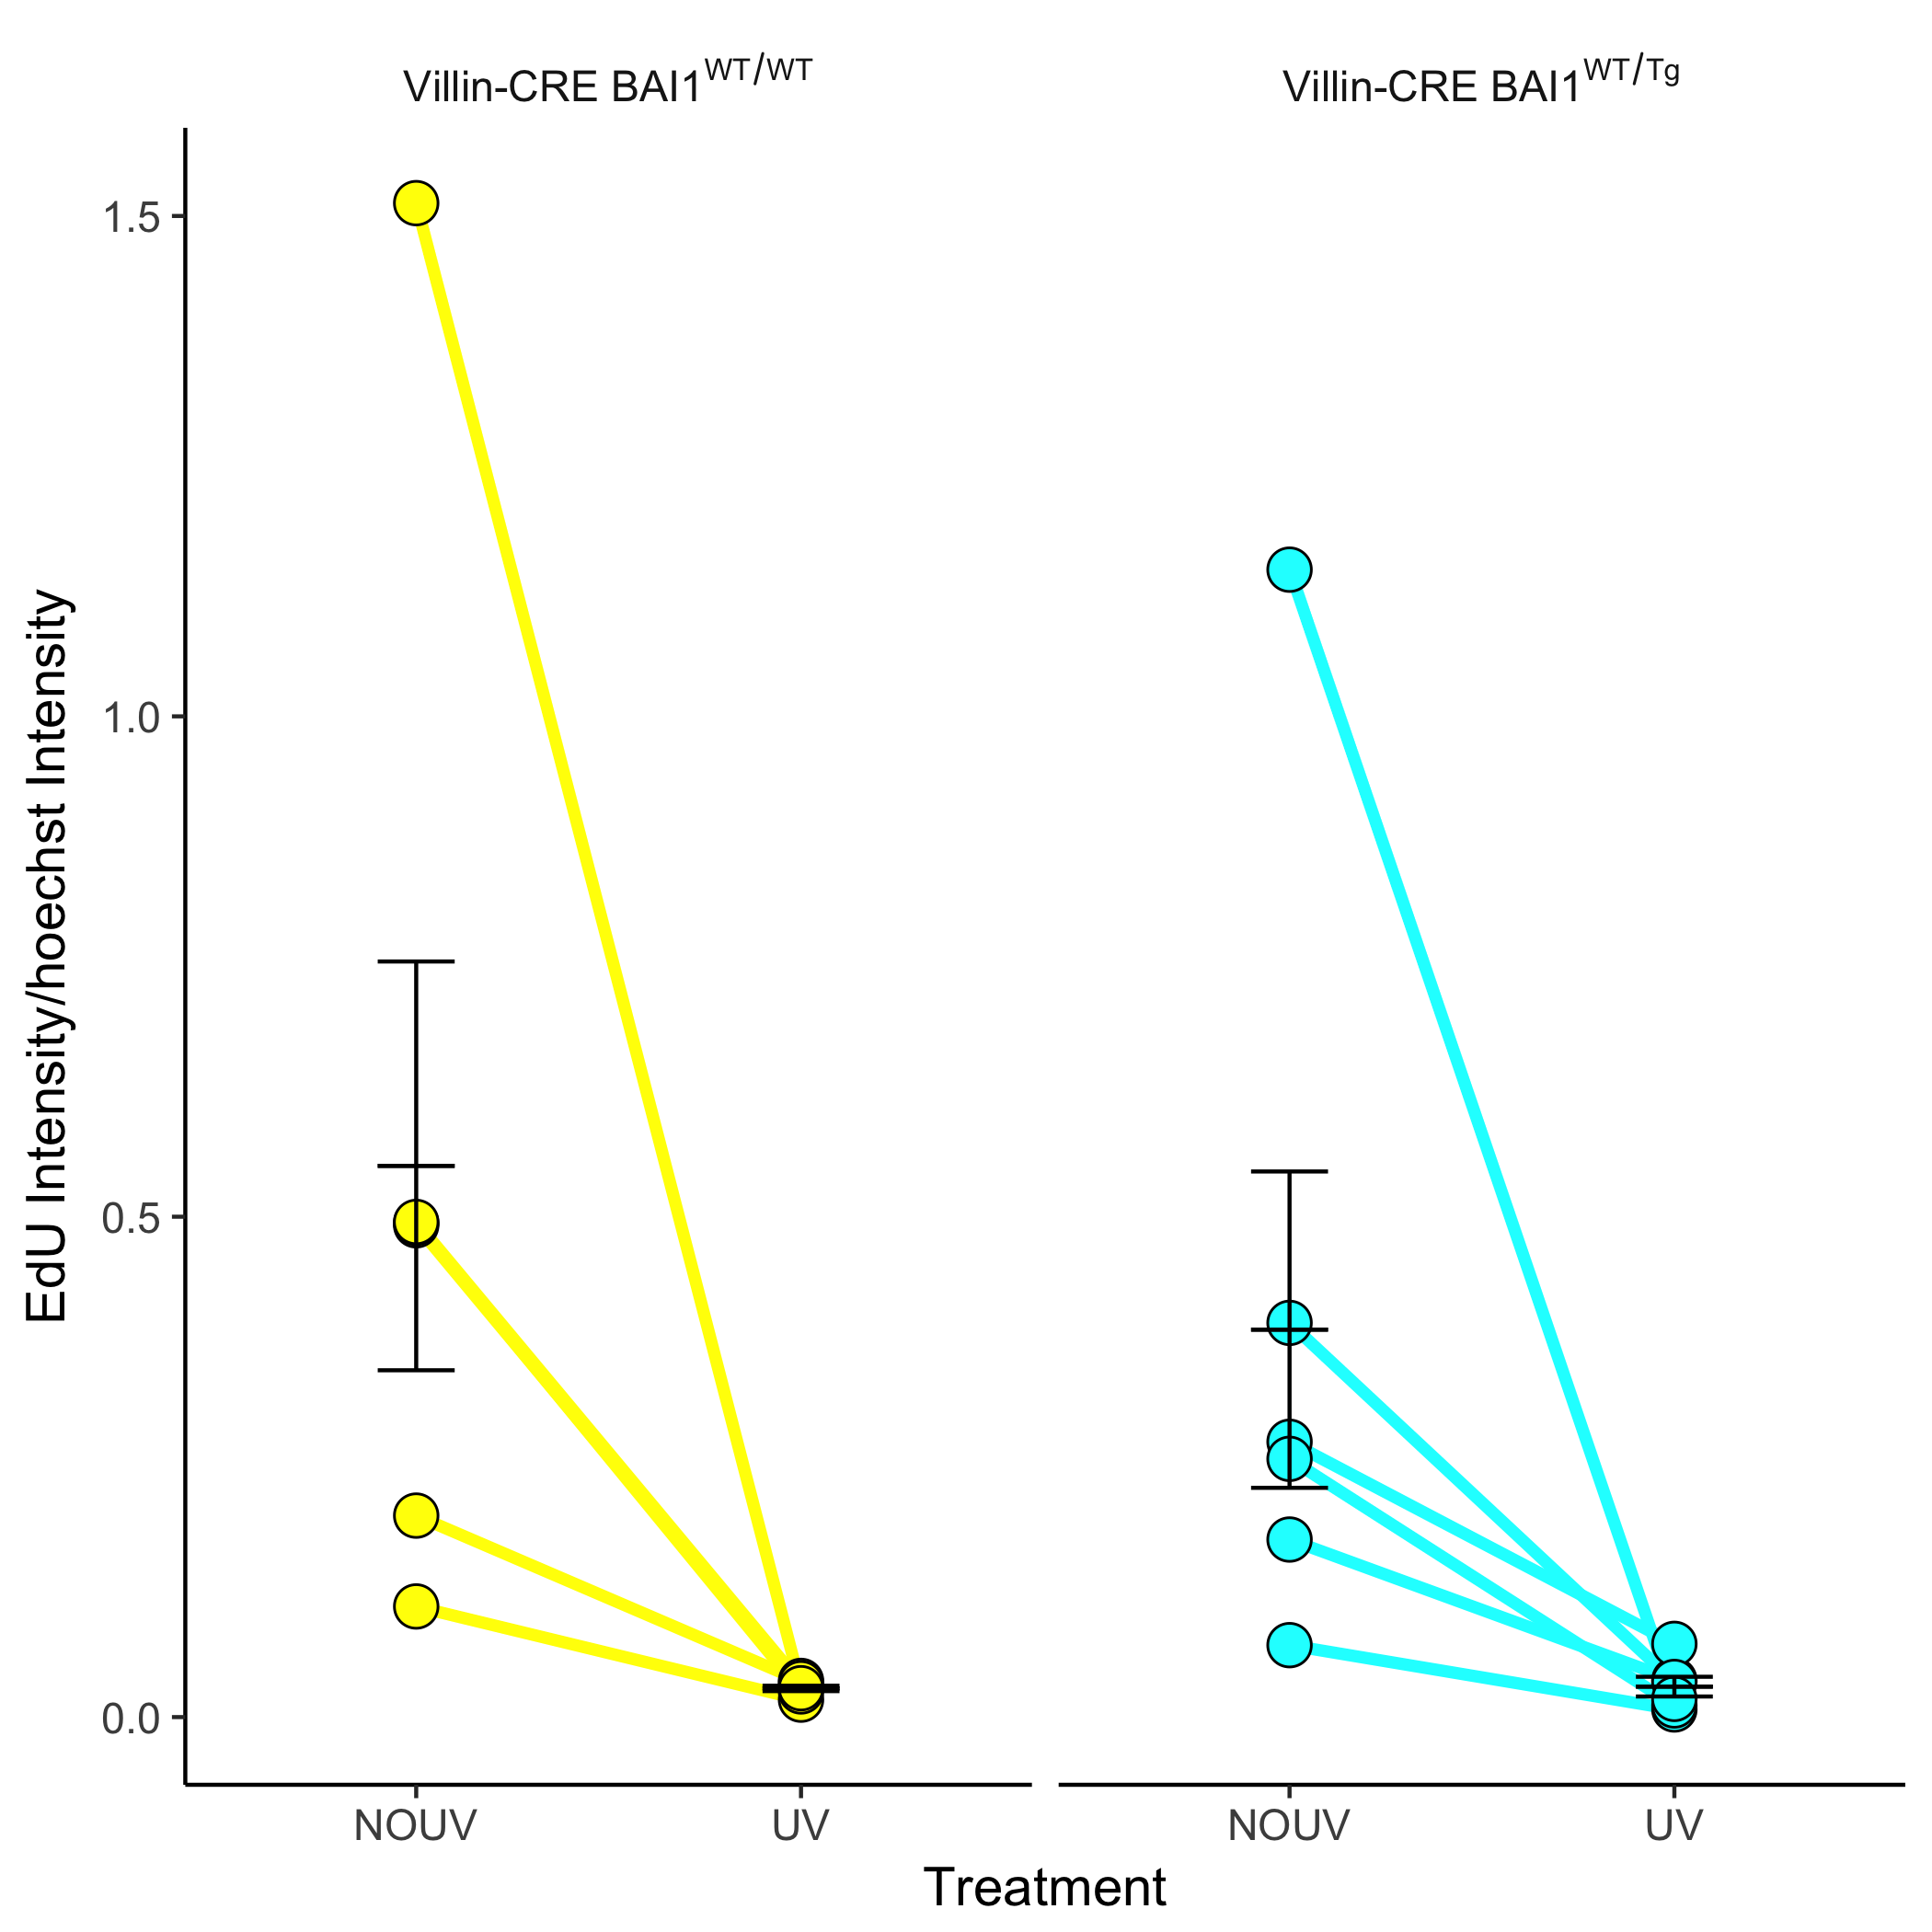 Villin-CRE BAI1WT/WT
Villin-CRE BAI1WT/Tg
EdU Intensity/hoechst Intensity
1.5
1.0
0.5
0.0
NOUV
UV
NOUV
UV
Treatment